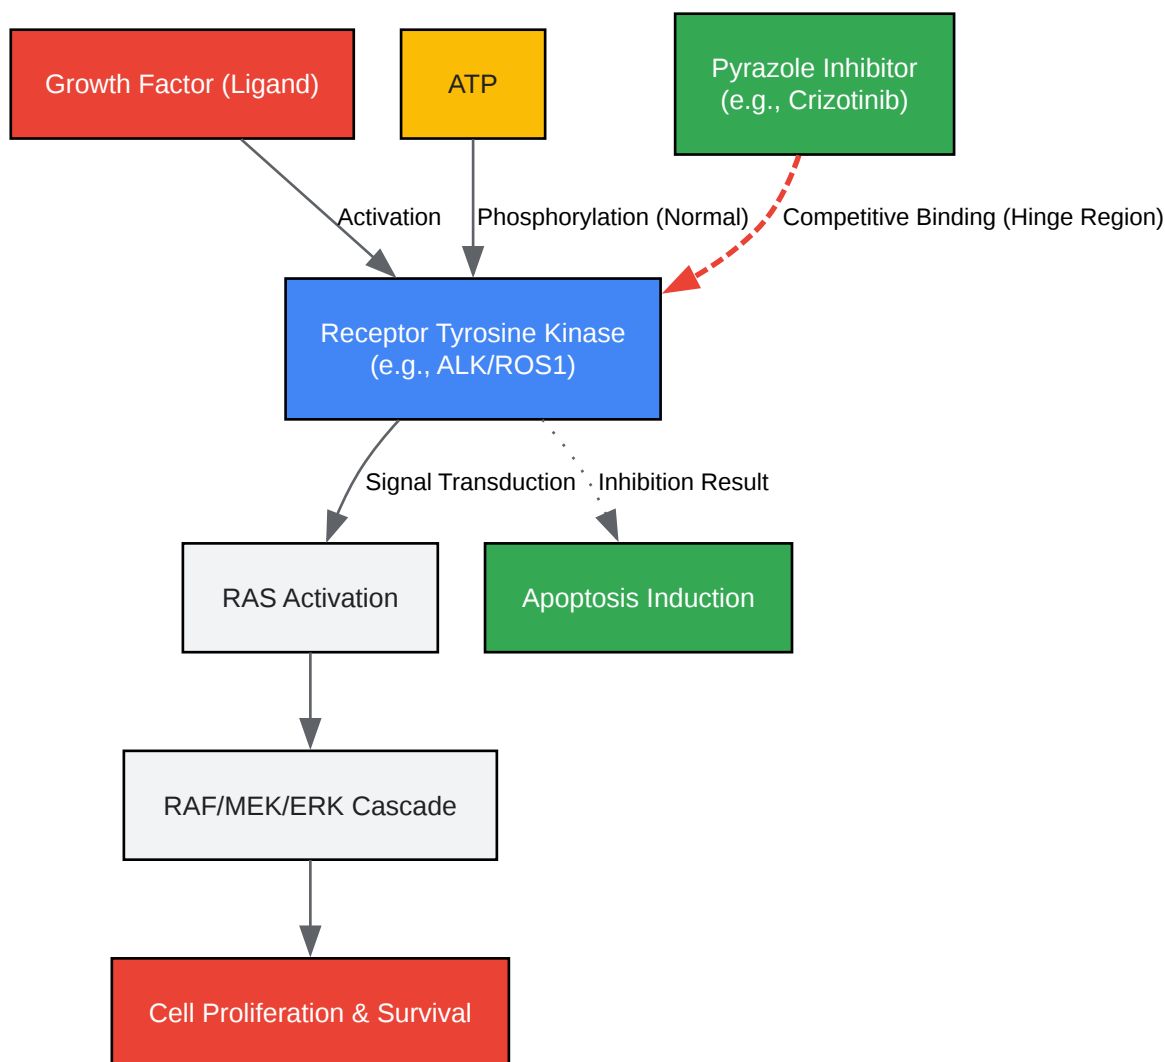 Growth Factor (Ligand)
ATP
Pyrazole Inhibitor
(e.g., Crizotinib)
Activation
Phosphorylation (Normal)
Competitive Binding (Hinge Region)
Receptor Tyrosine Kinase
(e.g., ALK/ROS1)
Signal Transduction
Inhibition Result
RAS Activation
Apoptosis Induction
RAF/MEK/ERK Cascade
Cell Proliferation & Survival